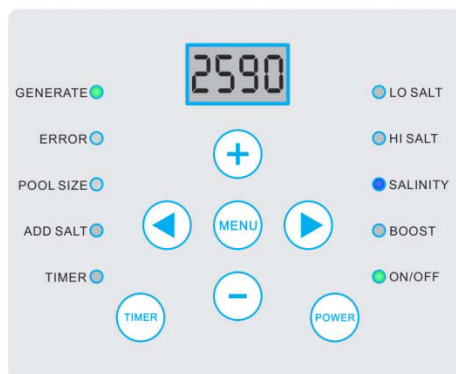 2590
GENERATE
LO SALT
ERROR
HI SALT
POOL SIZE
SALINITY
ADD SALT
MENU
BOOST
TIMER
ON/OFF
TIMER
POWER